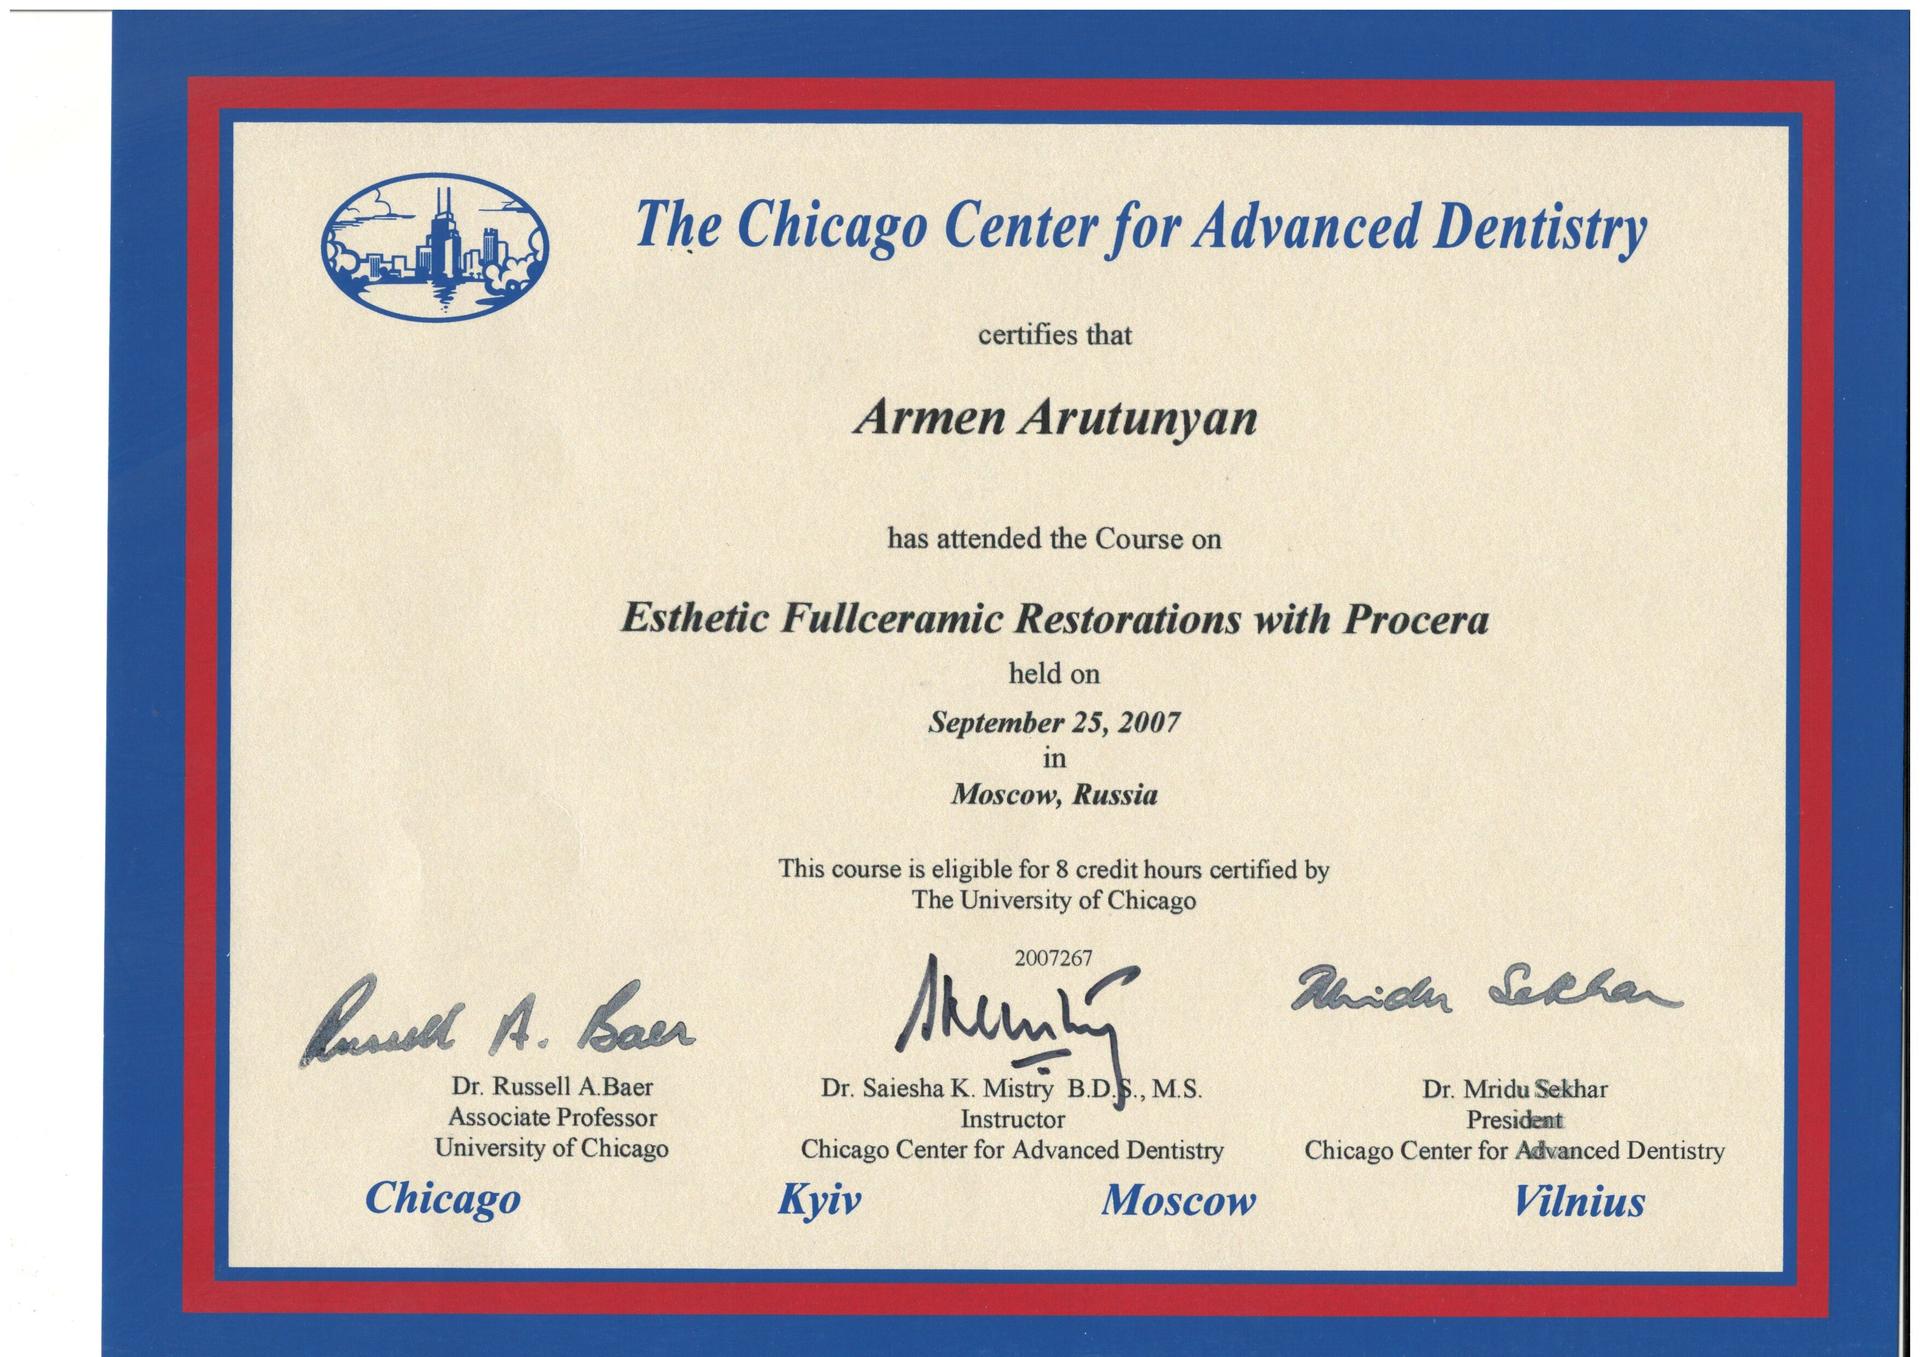 The Chicago Center for Advanced Dentistry
certifies that
Armen Arutunyan
has attended the Course on
Esthetic Fullceramic Restorations with Procera
held on
September 25, 2007
in
Moscow, Russia
This course is eligible for 8 credit hours certified by
The University of Chicago
2007267
Russell A. Baer
SKMistry
Mridu Sekhar
Dr. Russell A.Baer
Associate Professor
University of Chicago
Dr. Saiesha K. Mistry B.D.S., M.S.
Instructor
Chicago Center for Advanced Dentistry
Dr. Mridu Sekhar
President
Chicago Center for Advanced Dentistry
Chicago Kyiv Moscow Vilnius